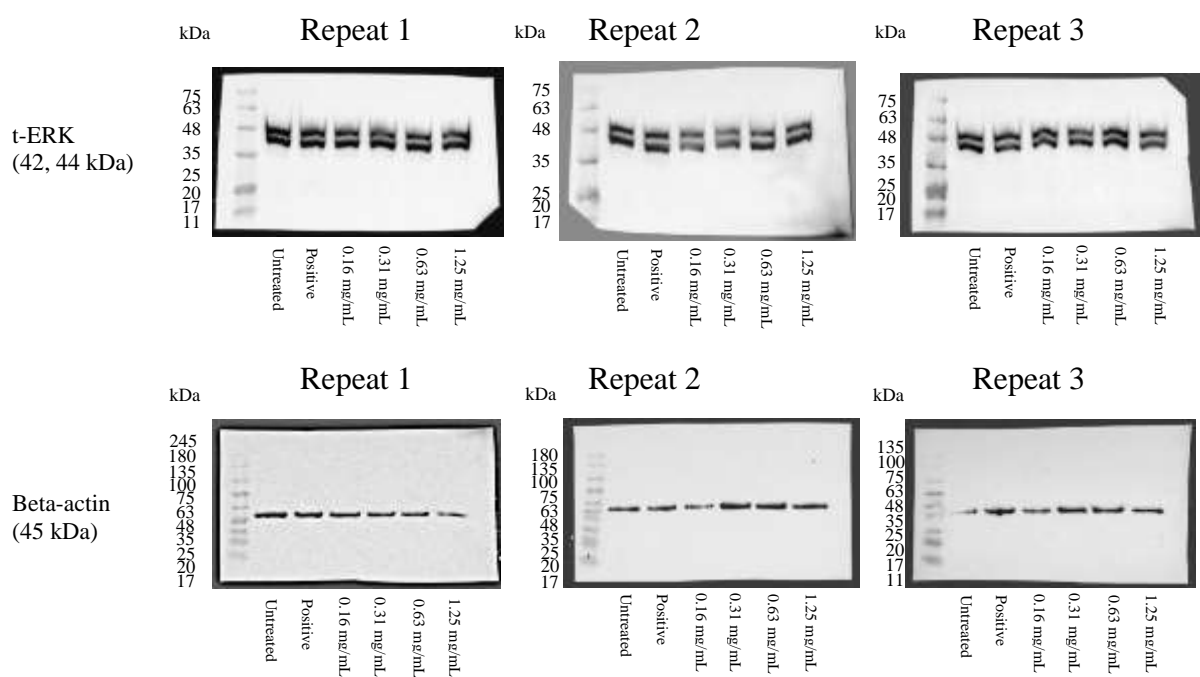 kDa Repeat 1
kDa Repeat 2
kDa Repeat 3
t-ERK
(42, 44 kDa)
75
63
48
35
25
20
17
11
75
63
48
35
25
20
17
75
63
48
35
25
20
17
Untreated
Positive
0.16 mg/mL
0.31 mg/mL
0.63 mg/mL
1.25 mg/mL
Untreated
Positive
0.16 mg/mL
0.31 mg/mL
0.63 mg/mL
1.25 mg/mL
Untreated
Positive
0.16 mg/mL
0.31 mg/mL
0.63 mg/mL
1.25 mg/mL
kDa Repeat 1
kDa Repeat 2
kDa Repeat 3
Beta-actin
(45 kDa)
245
180
135
100
75
63
48
35
25
20
17
180
135
100
75
63
48
35
25
20
17
135
100
75
63
48
35
25
20
17
11
Untreated
Positive
0.16 mg/mL
0.31 mg/mL
0.63 mg/mL
1.25 mg/mL
Untreated
Positive
0.16 mg/mL
0.31 mg/mL
0.63 mg/mL
1.25 mg/mL
Untreated
Positive
0.16 mg/mL
0.31 mg/mL
0.63 mg/mL
1.25 mg/mL